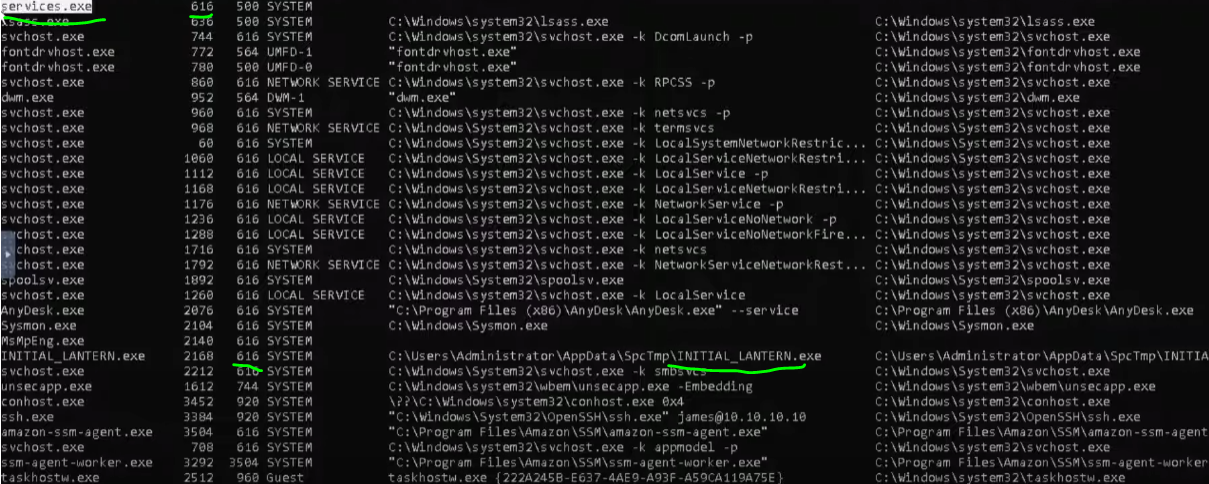 services.exe 616 500 SYSTEM
lsass.exe 636 500 SYSTEM C:\Windows\system32\lsass.exe C:\Windows\system32\lsass.exe
svchost.exe 744 616 SYSTEM C:\Windows\system32\svchost.exe -k DcomLaunch -p C:\Windows\system32\svchost.exe
fontdrvhost.exe 772 564 UMFD-1 "fontdrvhost.exe" C:\Windows\system32\fontdrvhost.exe
fontdrvhost.exe 780 500 UMFD-0 "fontdrvhost.exe" C:\Windows\system32\fontdrvhost.exe
svchost.exe 860 616 NETWORK SERVICE C:\Windows\system32\svchost.exe -k RPCSS -p C:\Windows\system32\svchost.exe
dwm.exe 952 564 DWM-1 "dwm.exe" C:\Windows\system32\dwm.exe
svchost.exe 960 616 SYSTEM C:\Windows\system32\svchost.exe -k netsvcs -p C:\Windows\system32\svchost.exe
svchost.exe 968 616 NETWORK SERVICE C:\Windows\system32\svchost.exe -k termsvcs C:\Windows\system32\svchost.exe
svchost.exe 60 616 SYSTEM C:\Windows\system32\svchost.exe -k LocalSystemNetworkRestric... C:\Windows\system32\svchost.exe
svchost.exe 1060 616 LOCAL SERVICE C:\Windows\system32\svchost.exe -k LocalServiceNetworkRestri... C:\Windows\system32\svchost.exe
svchost.exe 1112 616 LOCAL SERVICE C:\Windows\system32\svchost.exe -k LocalService -p C:\Windows\system32\svchost.exe
svchost.exe 1168 616 LOCAL SERVICE C:\Windows\system32\svchost.exe -k LocalServiceNetworkRestri... C:\Windows\system32\svchost.exe
svchost.exe 1176 616 NETWORK SERVICE C:\Windows\system32\svchost.exe -k NetworkService -p C:\Windows\system32\svchost.exe
svchost.exe 1236 616 LOCAL SERVICE C:\Windows\system32\svchost.exe -k LocalServiceNoNetwork -p C:\Windows\system32\svchost.exe
svchost.exe 1288 616 LOCAL SERVICE C:\Windows\system32\svchost.exe -k LocalServiceNoNetworkFire... C:\Windows\system32\svchost.exe
svchost.exe 1716 616 SYSTEM C:\Windows\system32\svchost.exe -k netsvcs C:\Windows\system32\svchost.exe
svchost.exe 1792 616 NETWORK SERVICE C:\Windows\system32\svchost.exe -k NetworkServiceNetworkRest... C:\Windows\system32\svchost.exe
spoolsv.exe 1892 616 SYSTEM C:\Windows\system32\spoolsv.exe C:\Windows\system32\spoolsv.exe
svchost.exe 1260 616 LOCAL SERVICE C:\Windows\system32\svchost.exe -k LocalService C:\Windows\system32\svchost.exe
AnyDesk.exe 2076 616 SYSTEM "C:\Program Files (x86)\AnyDesk\AnyDesk.exe" --service C:\Program Files (x86)\AnyDesk\AnyDesk.exe
Sysmon.exe 2104 616 SYSTEM C:\Windows\Sysmon.exe C:\Windows\Sysmon.exe
MsMpEng.exe 2140 616 SYSTEM
INITIAL_LANTERN.exe 2168 616 SYSTEM C:\Users\Administrator\AppData\SpcTmp\INITIAL_LANTERN.exe C:\Users\Administrator\AppData\SpcTmp\INITIA
svchost.exe 2212 616 SYSTEM C:\Windows\system32\svchost.exe -k smbsvcs C:\Windows\system32\svchost.exe
unsecapp.exe 1612 744 SYSTEM C:\Windows\system32\wbem\unsecapp.exe -Embedding C:\Windows\system32\wbem\unsecapp.exe
conhost.exe 3452 920 SYSTEM \??\C:\Windows\system32\conhost.exe 0x4 C:\Windows\system32\conhost.exe
ssh.exe 3384 920 SYSTEM "C:\Windows\System32\OpenSSH\ssh.exe" james@10.10.10.10 C:\Windows\System32\OpenSSH\ssh.exe
amazon-ssm-agent.exe 3504 616 SYSTEM "C:\Program Files\Amazon\SSM\amazon-ssm-agent.exe" C:\Program Files\Amazon\SSM\amazon-ssm-agent
svchost.exe 708 616 SYSTEM C:\Windows\system32\svchost.exe -k appmodel -p C:\Windows\system32\svchost.exe
ssm-agent-worker.exe 3292 3504 SYSTEM "C:\Program Files\Amazon\SSM\ssm-agent-worker.exe" C:\Program Files\Amazon\SSM\ssm-agent-worker
taskhostw.exe 2512 960 Guest taskhostw.exe {222A245B-E637-4AE9-A93F-A59CA119A75E} C:\Windows\system32\taskhostw.exe